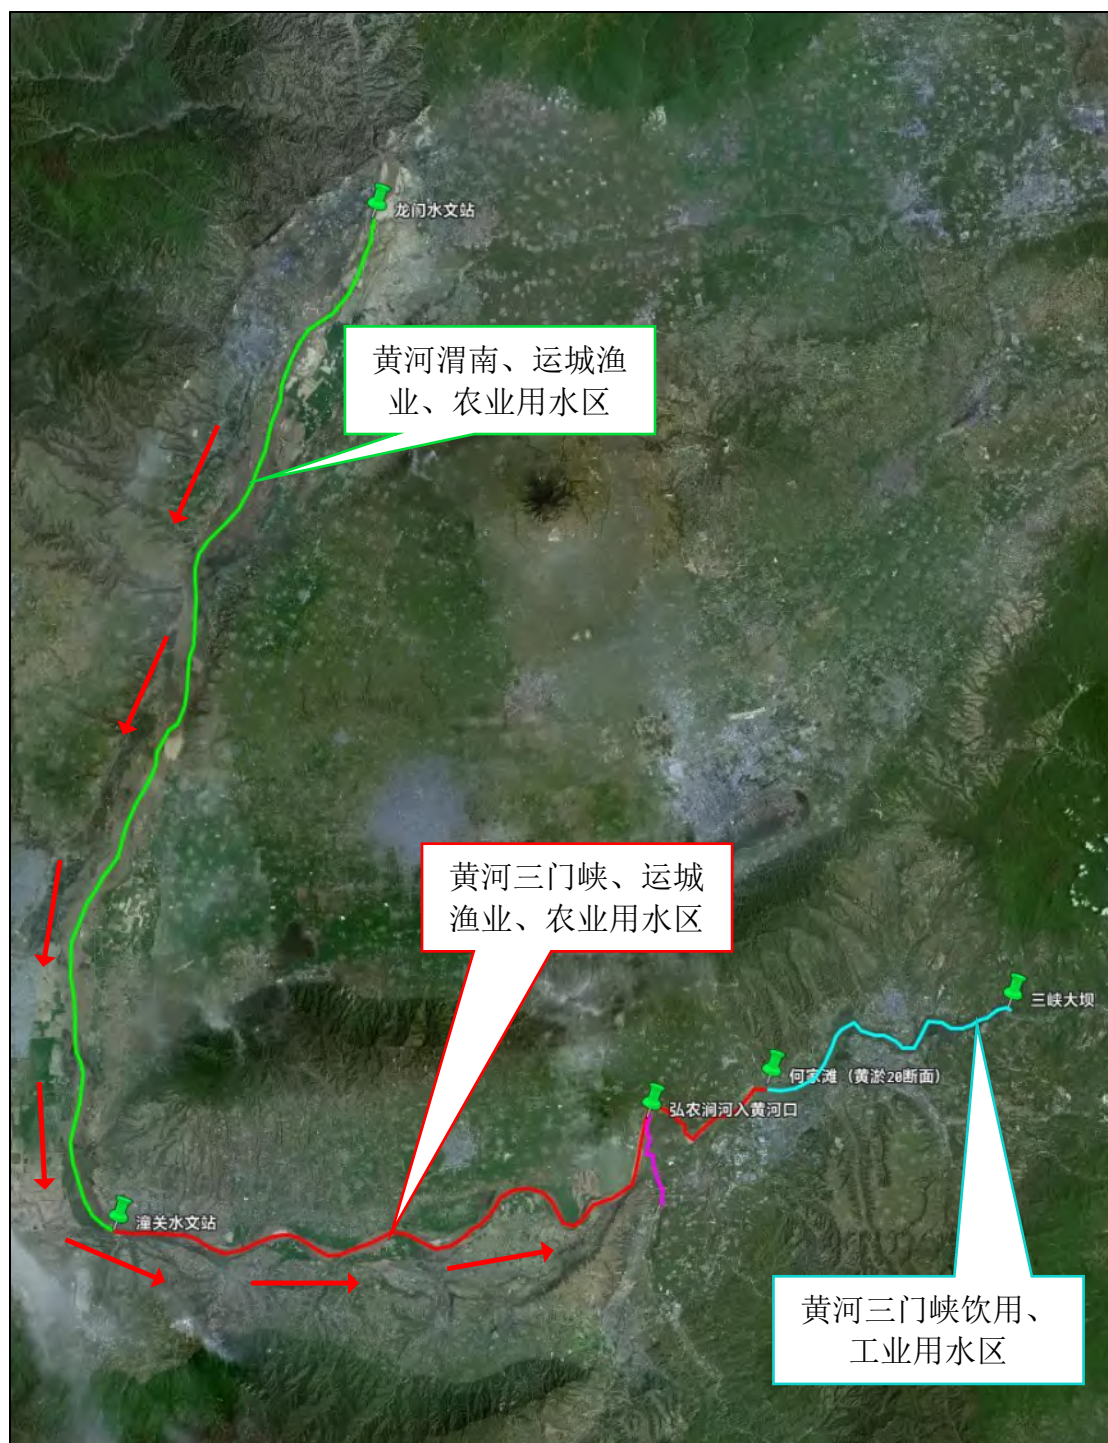 龙门水文站
黄河渭南、运城渔
业、农业用水区
黄河三门峡、运城
渔业、农业用水区
三峡大坝
何家滩（黄淤20断面）
弘农涧河入黄河口
潼关水文站
黄河三门峡饮用、
工业用水区